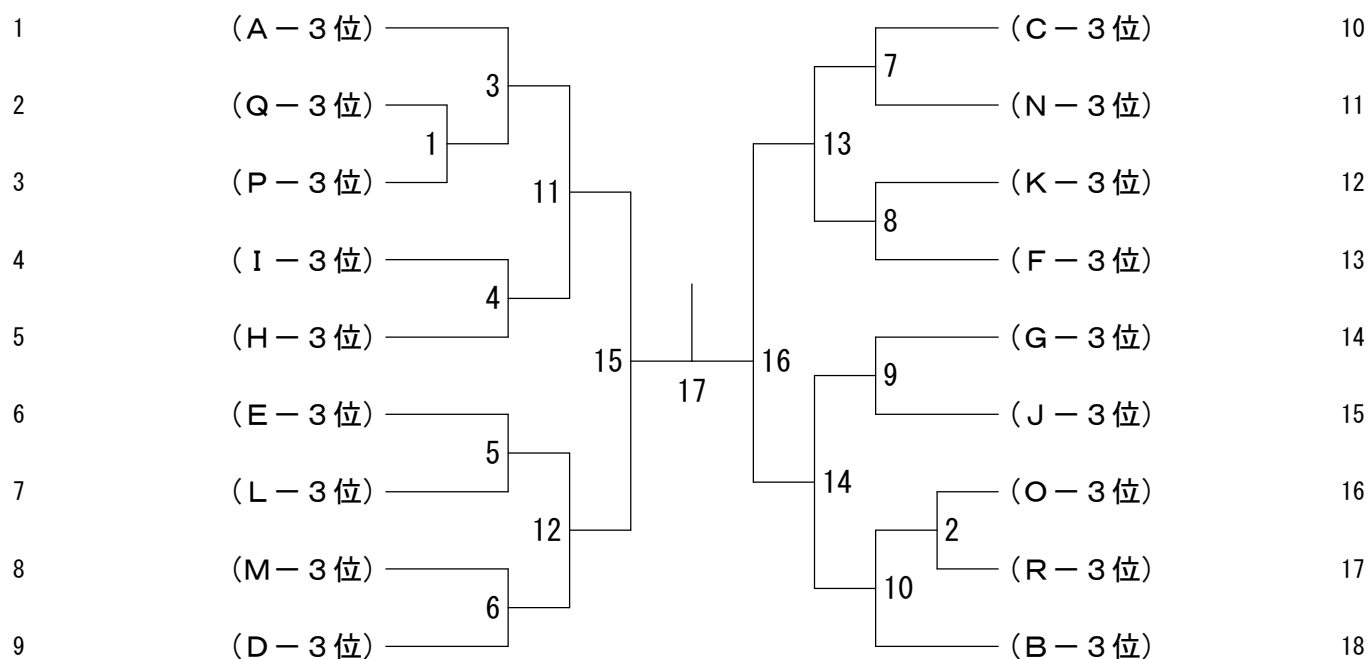 1 (A－3位) (C－3位) 10
3 7
2 (Q－3位) (N－3位) 11
1 13
3 (P－3位) (K－3位) 12
11 8
4 (I－3位) (F－3位) 13
4
5 (H－3位) (G－3位) 14
15 16 9
17
6 (E－3位) (J－3位) 15
5
7 (L－3位) (O－3位) 16
14
12 2
8 (M－3位) (R－3位) 17
6 10
9 (D－3位) (B－3位) 18